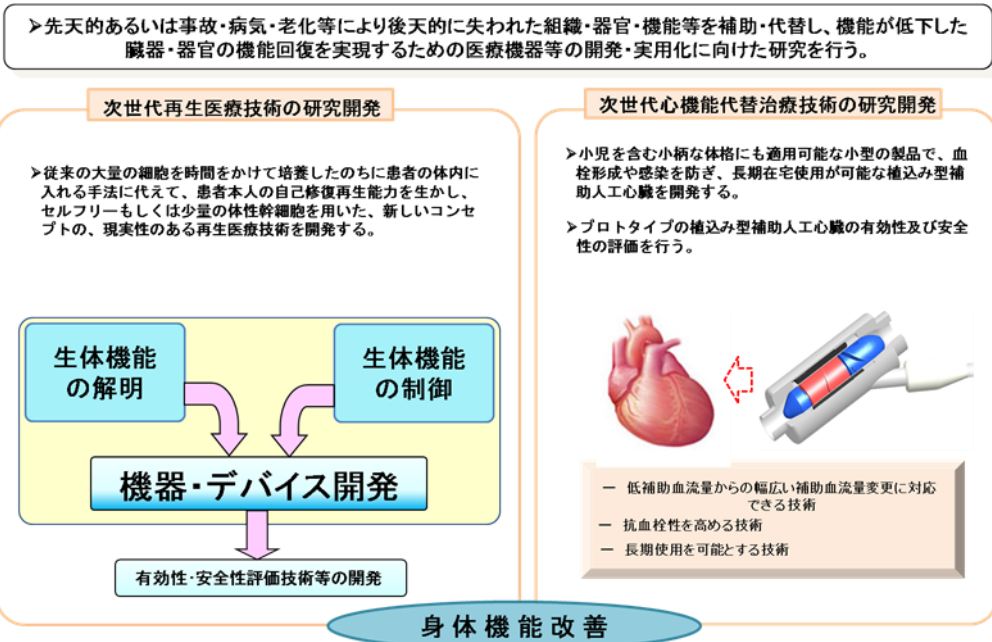 ➢先天的あるいは事故・病気・老化等により後天的に失われた組織・器官・機能等を補助・代替し、機能が低下した
臓器・器官の機能回復を実現するための医療機器等の開発・実用化に向けた研究を行う。
次世代再生医療技術の研究開発
➢従来の大量の細胞を時間をかけて培養したのちに患者の体内に
入れる手法に代えて、患者本人の自己修復再生能力を生かし、
セルフリーもしくは少量の体性幹細胞を用いた、新しいコンセ
プトの、現実性のある再生医療技術を開発する。
生体機能
の解明
生体機能
の制御
機器・デバイス開発
有効性・安全性評価技術等の開発
次世代心機能代替治療技術の研究開発
➢小児を含む小柄な体格にも適用可能な小型の製品で、血
栓形成や感染を防ぎ、長期在宅使用が可能な植込み型補
助人工心臓を開発する。
➢プロトタイプの植込み型補助人工心臓の有効性及び安全
性の評価を行う。
― 低補助血流量からの幅広い補助血流量変更に対応
できる技術
― 抗血栓性を高める技術
― 長期使用を可能とする技術
身体機能改善